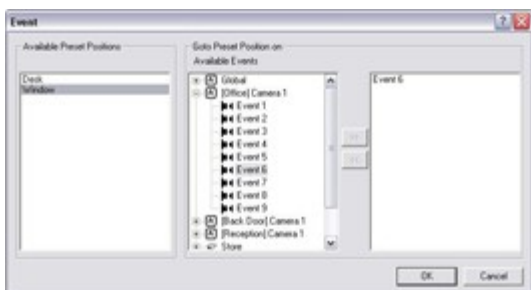 Event
Available Preset Positions
Desk
Window
Goto Preset Position on
Available Events
Global
[Office] Camera 1
Event 1
Event 2
Event 3
Event 4
Event 5
Event 6
Event 7
Event 8
Event 9
[Back Door] Camera 1
[Reception] Camera 1
Store
Event 6
OK
Cancel